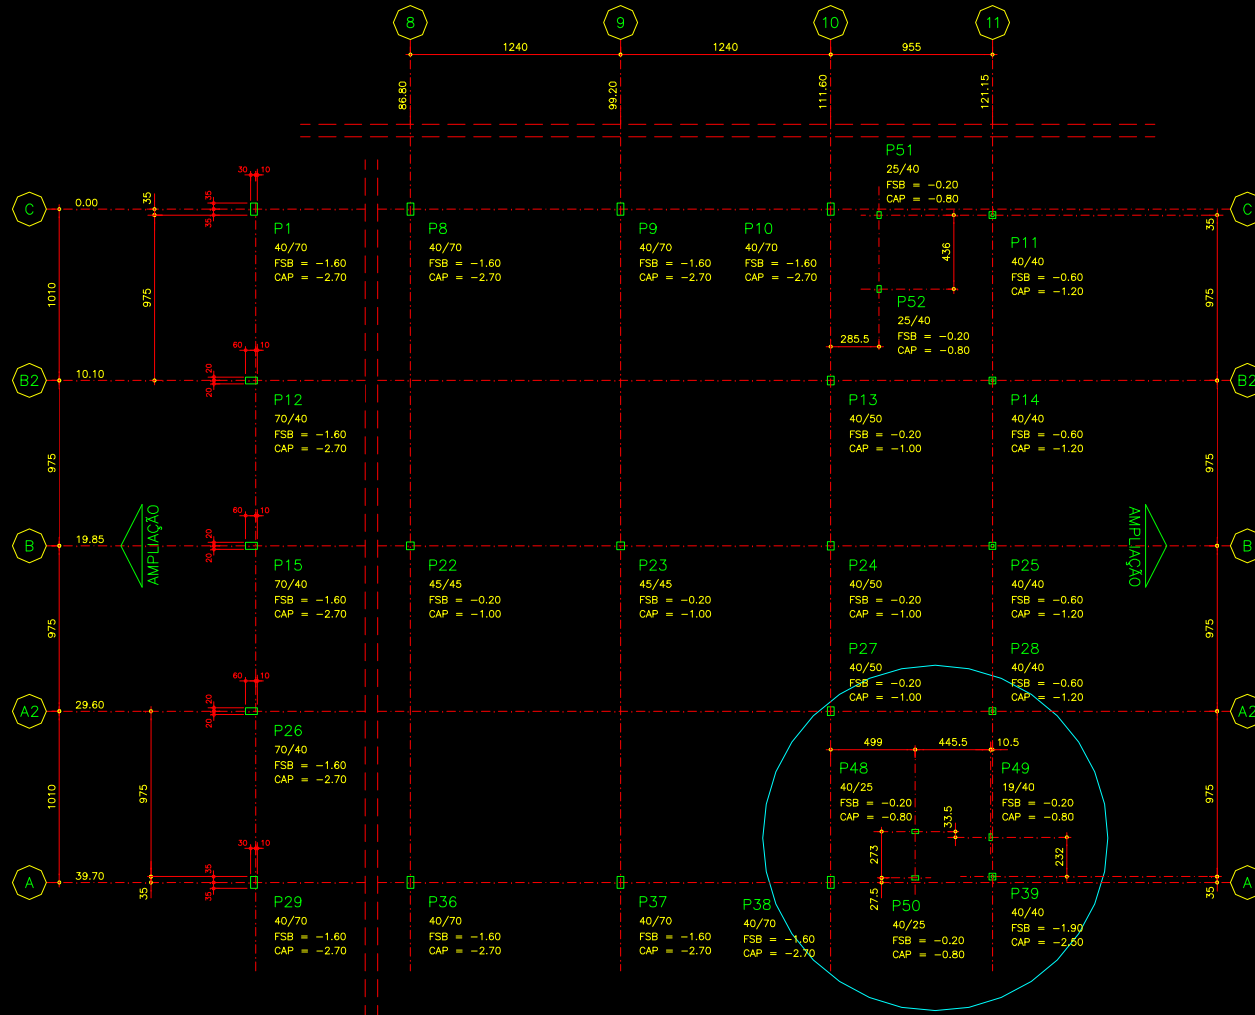 8
9
10
11
1240
1240
955
86.80
99.20
111.60
121.15
P51
25/40
FSB = -0.20
CAP = -0.80
30
10
35
35
35
C
0.00
C
35
P1
40/70
FSB = -1.60
CAP = -2.70
P8
40/70
FSB = -1.60
CAP = -2.70
P9
40/70
FSB = -1.60
CAP = -2.70
P10
40/70
FSB = -1.60
CAP = -2.70
436
P11
40/40
FSB = -0.60
CAP = -1.20
1010
975
975
P52
25/40
FSB = -0.20
CAP = -0.80
285.5
60
10
20
20
B2
10.10
B2
P12
70/40
FSB = -1.60
CAP = -2.70
P13
40/50
FSB = -0.20
CAP = -1.00
P14
40/40
FSB = -0.60
CAP = -1.20
975
975
AMPLIAÇÃO
AMPLIAÇÃO
60
10
20
20
B
19.85
B
P15
70/40
FSB = -1.60
CAP = -2.70
P22
45/45
FSB = -0.20
CAP = -1.00
P23
45/45
FSB = -0.20
CAP = -1.00
P24
40/50
FSB = -0.20
CAP = -1.00
P25
40/40
FSB = -0.60
CAP = -1.20
975
975
P27
40/50
FSB = -0.20
CAP = -1.00
P28
40/40
FSB = -0.60
CAP = -1.20
60
10
20
20
A2
29.60
A2
P26
70/40
FSB = -1.60
CAP = -2.70
499
445.5
10.5
P48
40/25
FSB = -0.20
CAP = -0.80
P49
19/40
FSB = -0.20
CAP = -0.80
1010
975
975
33.5
273
232
27.5
30
10
35
35
35
A
39.70
A
35
P29
40/70
FSB = -1.60
CAP = -2.70
P36
40/70
FSB = -1.60
CAP = -2.70
P37
40/70
FSB = -1.60
CAP = -2.70
P38
40/70
FSB = -1.60
CAP = -2.70
P50
40/25
FSB = -0.20
CAP = -0.80
P39
40/40
FSB = -1.90
CAP = -2.50